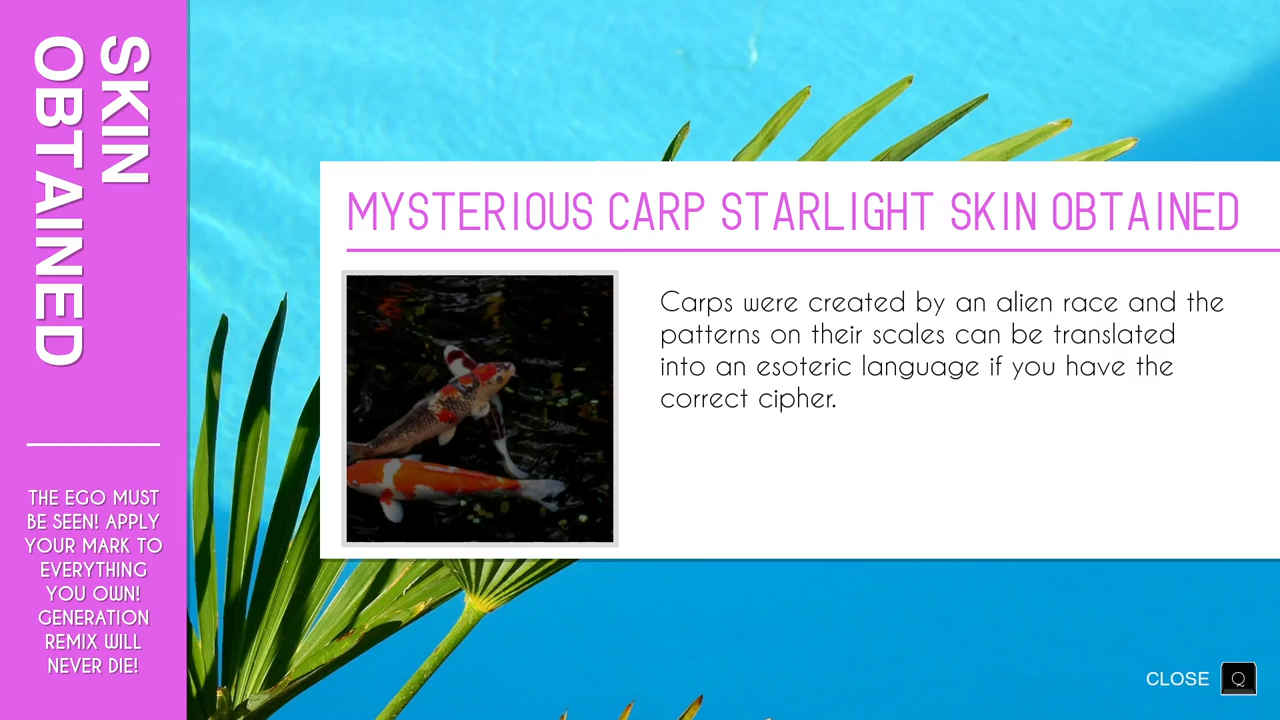 SKIN
OBTAINED
THE EGO MUST
BE SEEN! APPLY
YOUR MARK TO
EVERYTHING
YOU OWN!
GENERATION
REMIX WILL
NEVER DIE!
MYSTERIOUS CARP STARLIGHT SKIN OBTAINED
Carps were created by an alien race and the
patterns on their scales can be translated
into an esoteric language if you have the
correct cipher.
CLOSE Q